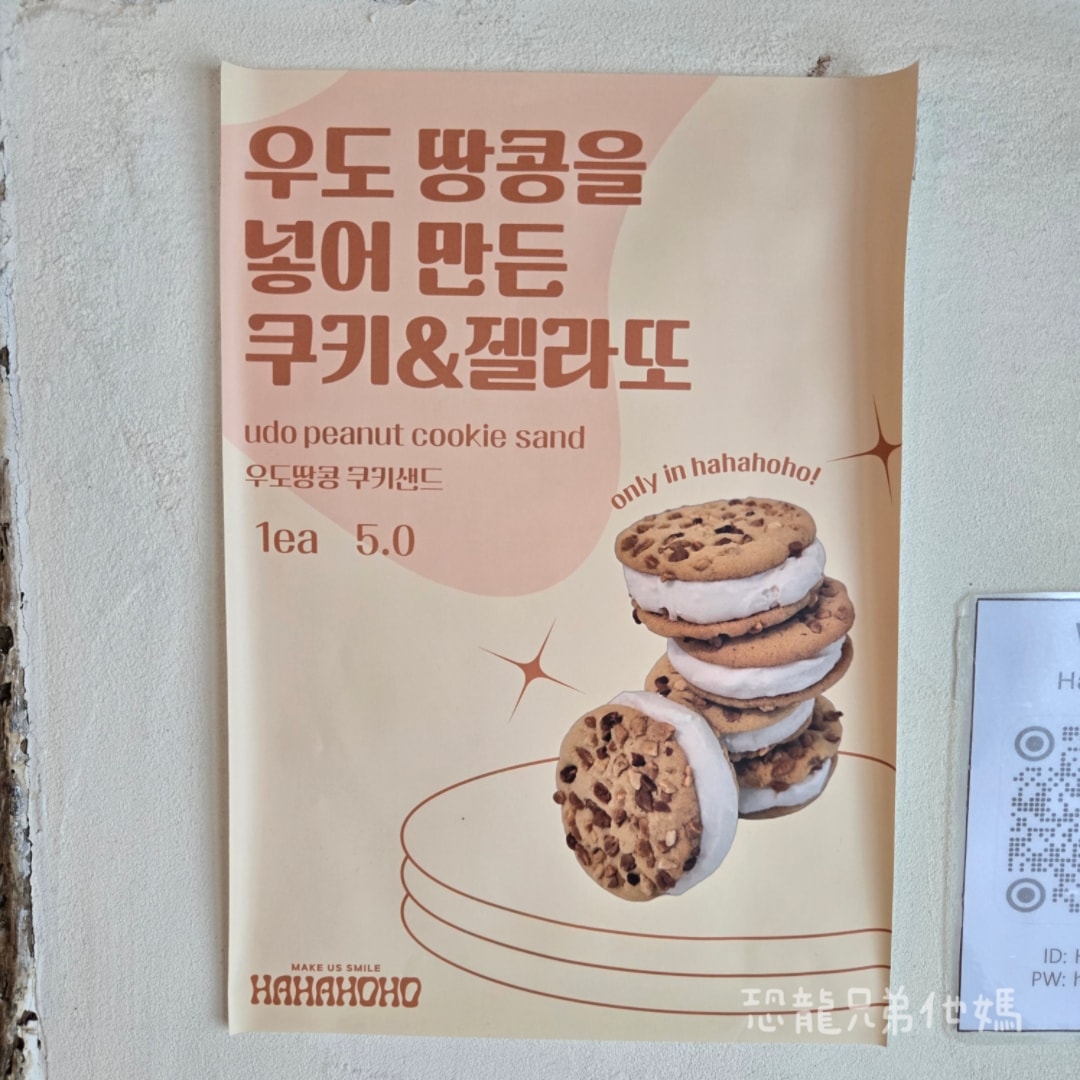 우도 땅콩을
넣어 만든
쿠키&젤라또
udo peanut cookie sand
우도땅콩 쿠키샌드
1ea 5.0
only in hahahoho!
MAKE US SMILE
HAHAHOHO
恐龍兄弟他媽
ID:
PW: